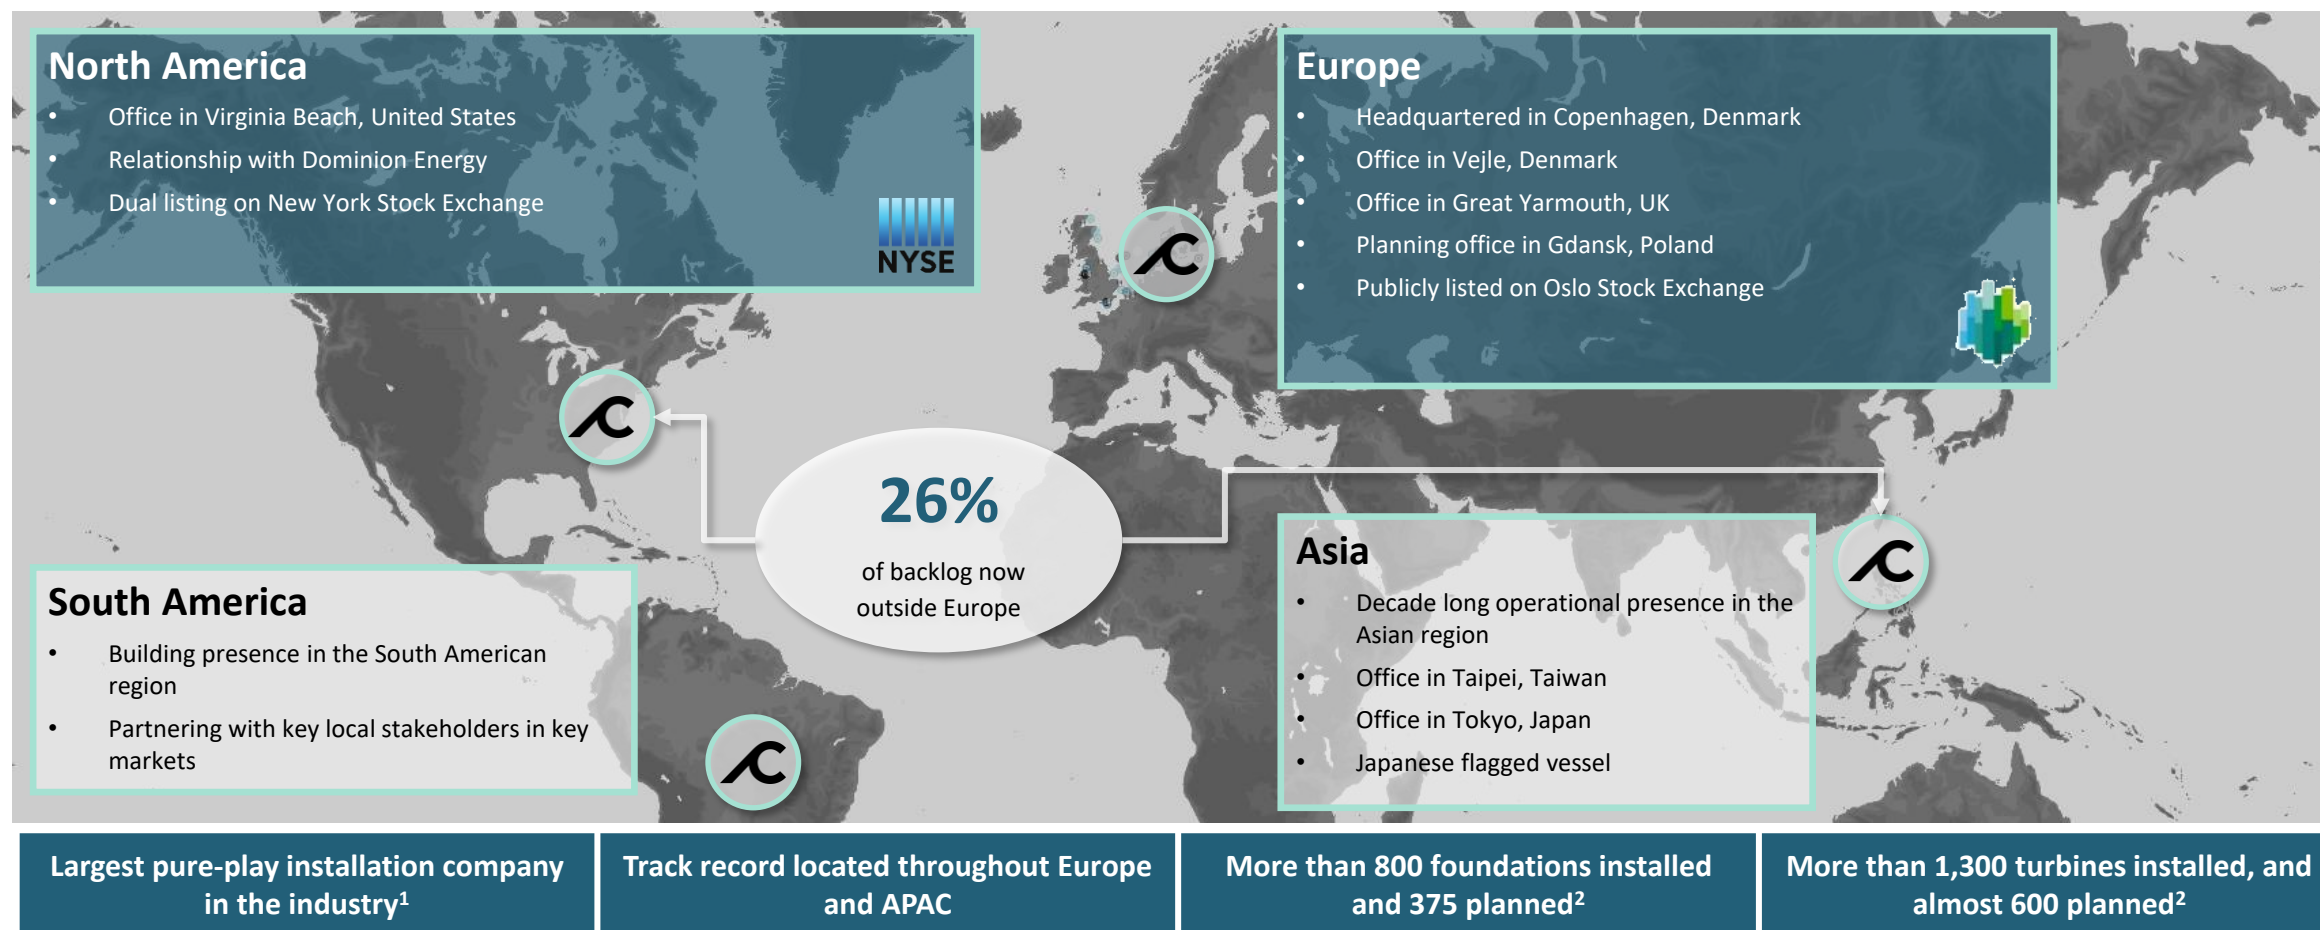 North America
• Office in Virginia Beach, United States
• Relationship with Dominion Energy
• Dual listing on New York Stock Exchange
NYSE
Europe
• Headquartered in Copenhagen, Denmark
• Office in Vejle, Denmark
• Office in Great Yarmouth, UK
• Planning office in Gdansk, Poland
• Publicly listed on Oslo Stock Exchange
26%
of backlog now
outside Europe
South America
• Building presence in the South American
region
• Partnering with key local stakeholders in key
markets
Asia
• Decade long operational presence in the
Asian region
• Office in Taipei, Taiwan
• Office in Tokyo, Japan
• Japanese flagged vessel
Largest pure-play installation company
in the industry¹
Track record located throughout Europe
and APAC
More than 800 foundations installed
and 375 planned²
More than 1,300 turbines installed, and
almost 600 planned²